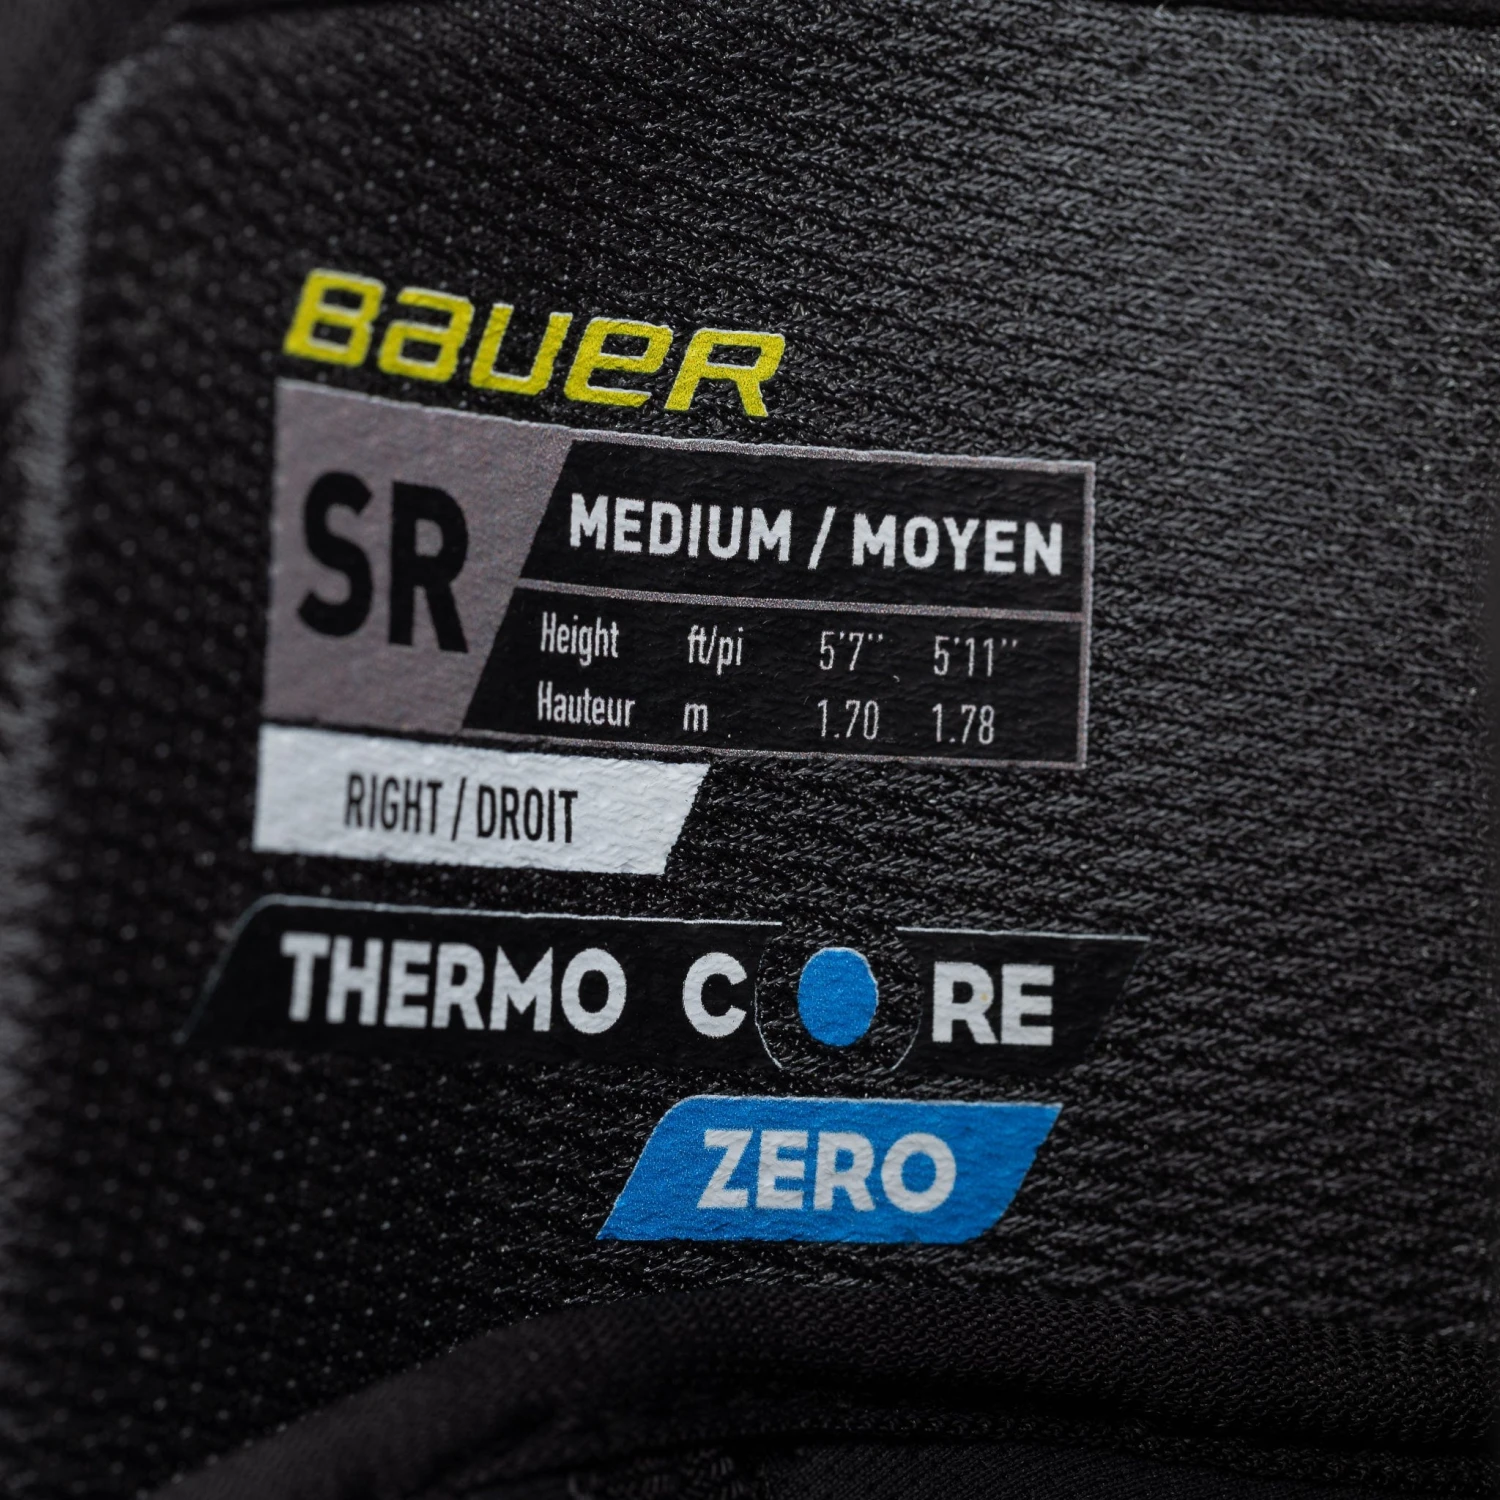 BAUER
SR
MEDIUM / MOYEN
Height ft/pi 5'7'' 5'11''
Hauteur m 1.70 1.78
RIGHT / DROIT
THERMO CORE
ZERO